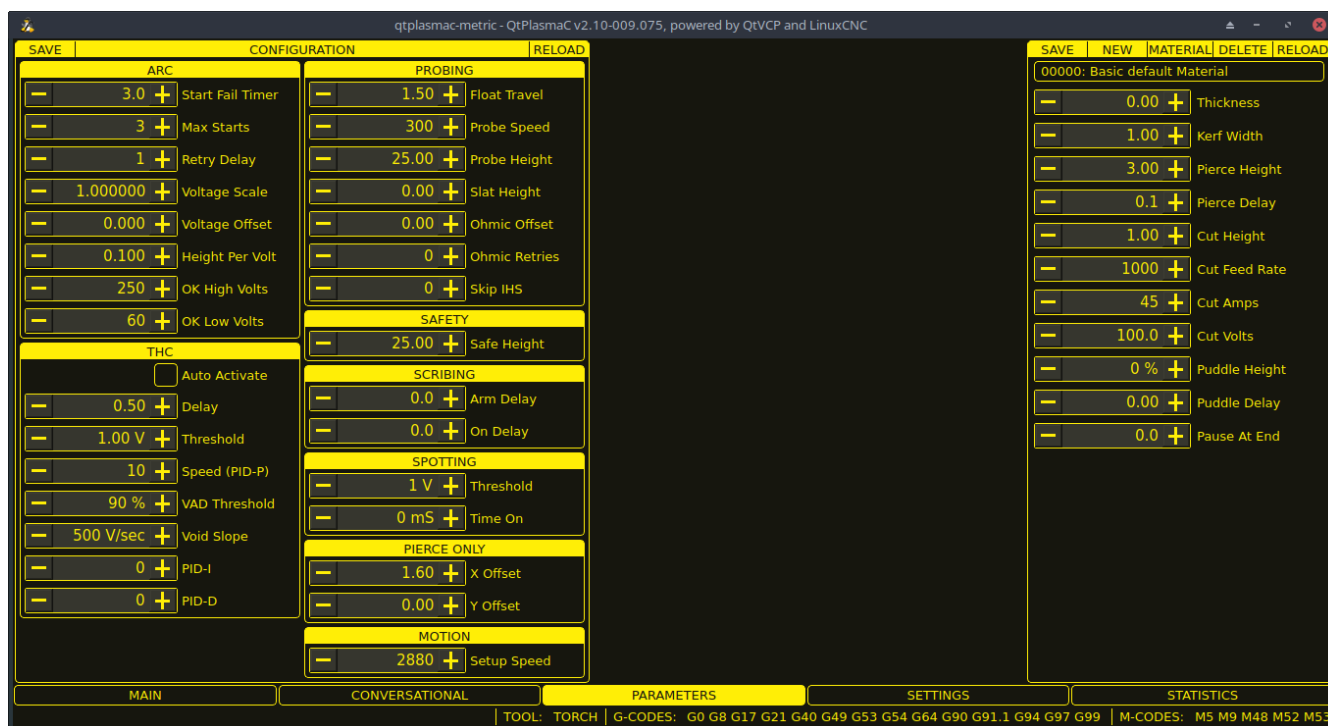 qtplasmac-metric - QtPlasmaC v2.10-009.075, powered by QtVCP and LinuxCNC
SAVE CONFIGURATION RELOAD
ARC
3.0 Start Fail Timer
3 Max Starts
1 Retry Delay
1.000000 Voltage Scale
0.000 Voltage Offset
0.100 Height Per Volt
250 OK High Volts
60 OK Low Volts
THC
Auto Activate
0.50 Delay
1.00 V Threshold
10 Speed (PID-P)
90 % VAD Threshold
500 V/sec Void Slope
0 PID-I
0 PID-D
PROBING
1.50 Float Travel
300 Probe Speed
25.00 Probe Height
0.00 Slat Height
0.00 Ohmic Offset
0 Ohmic Retries
0 Skip IHS
SAFETY
25.00 Safe Height
SCRIBING
0.0 Arm Delay
0.0 On Delay
SPOTTING
1 V Threshold
0 mS Time On
PIERCE ONLY
1.60 X Offset
0.00 Y Offset
MOTION
2880 Setup Speed
SAVE NEW MATERIAL DELETE RELOAD
00000: Basic default Material
0.00 Thickness
1.00 Kerf Width
3.00 Pierce Height
0.1 Pierce Delay
1.00 Cut Height
1000 Cut Feed Rate
45 Cut Amps
100.0 Cut Volts
0 % Puddle Height
0.00 Puddle Delay
0.0 Pause At End
MAIN CONVERSATIONAL PARAMETERS SETTINGS STATISTICS
TOOL: TORCH G-CODES: G0 G8 G17 G21 G40 G49 G53 G54 G64 G90 G91.1 G94 G97 G99 M-CODES: M5 M9 M48 M52 M53